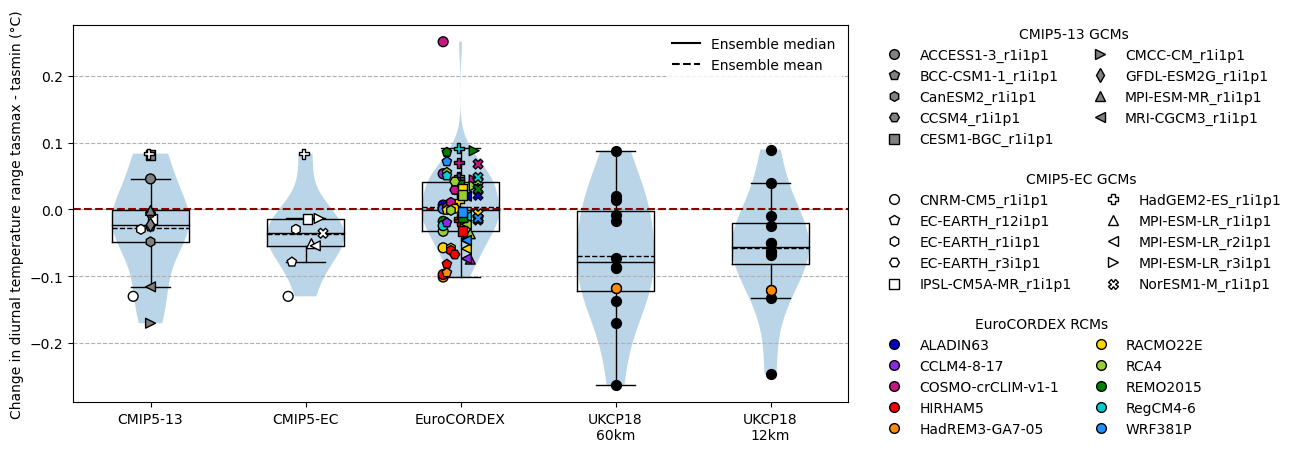 Change in diurnal temperature range tasmax - tasmin (°C)
0.2
0.1
0.0
−0.1
−0.2
Ensemble median
Ensemble mean
CMIP5-13
CMIP5-EC
EuroCORDEX
UKCP18
60km
UKCP18
12km
CMIP5-13 GCMs
ACCESS1-3_r1i1p1
BCC-CSM1-1_r1i1p1
CanESM2_r1i1p1
CCSM4_r1i1p1
CESM1-BGC_r1i1p1
CMCC-CM_r1i1p1
GFDL-ESM2G_r1i1p1
MPI-ESM-MR_r1i1p1
MRI-CGCM3_r1i1p1
CMIP5-EC GCMs
CNRM-CM5_r1i1p1
EC-EARTH_r12i1p1
EC-EARTH_r1i1p1
EC-EARTH_r3i1p1
IPSL-CM5A-MR_r1i1p1
HadGEM2-ES_r1i1p1
MPI-ESM-LR_r1i1p1
MPI-ESM-LR_r2i1p1
MPI-ESM-LR_r3i1p1
NorESM1-M_r1i1p1
EuroCORDEX RCMs
ALADIN63
CCLM4-8-17
COSMO-crCLIM-v1-1
HIRHAM5
HadREM3-GA7-05
RACMO22E
RCA4
REMO2015
RegCM4-6
WRF381P